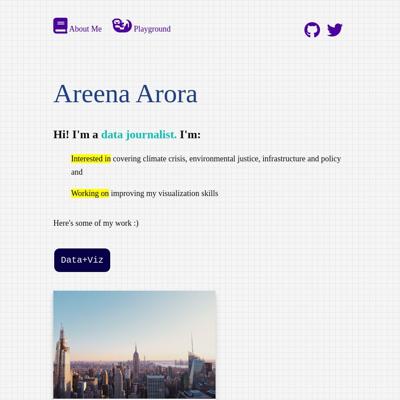 About Me Playground
Areena Arora
Hi! I'm a data journalist. I'm:
Interested in covering climate crisis, environmental justice, infrastructure and policy
and
Working on improving my visualization skills
Here's some of my work :)
Data+Viz